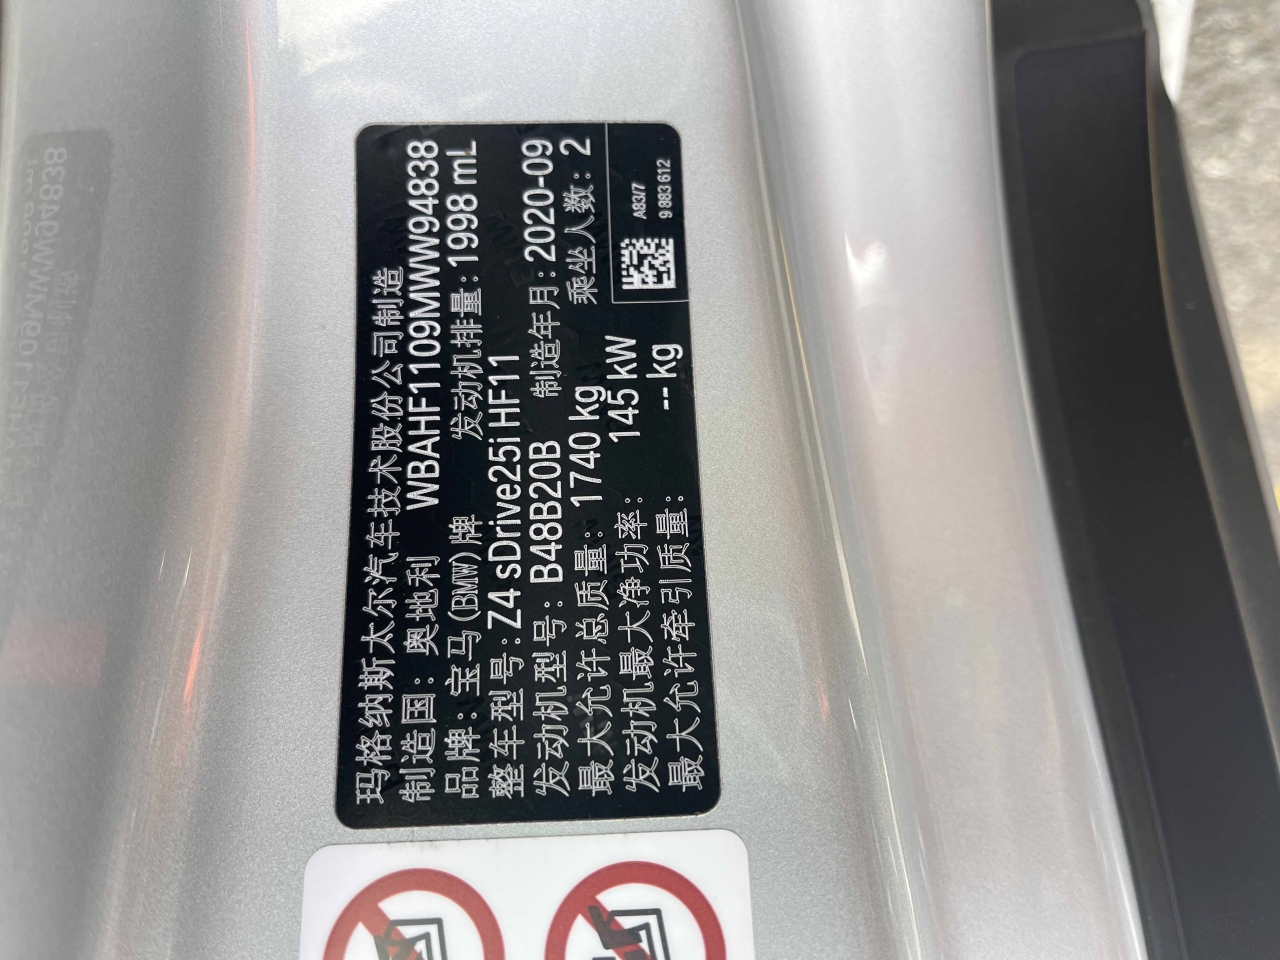 玛格纳斯太尔汽车技术股份公司制造
制造国：奥地利 WBAHF1109MWW94838
品牌：宝马(BMW)牌 发动机排量：1998 mL
整车型号：Z4 sDrive25i HF11
发动机型号：B48B20B 制造年月：2020-09
最大允许总质量：1740 kg 乘坐人数：2
发动机最大净功率：145 kW
最大允许牵引质量：-- kg
A83/7
9 883 612